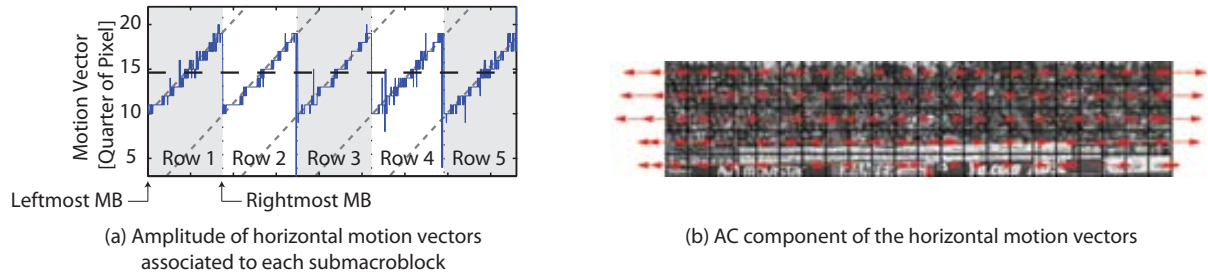 20
15
10
5
Motion Vector
[Quarter of Pixel]
Row 1 Row 2 Row 3 Row 4 Row 5
Leftmost MB
Rightmost MB
(a) Amplitude of horizontal motion vectors
associated to each submacroblock
(b) AC component of the horizontal motion vectors